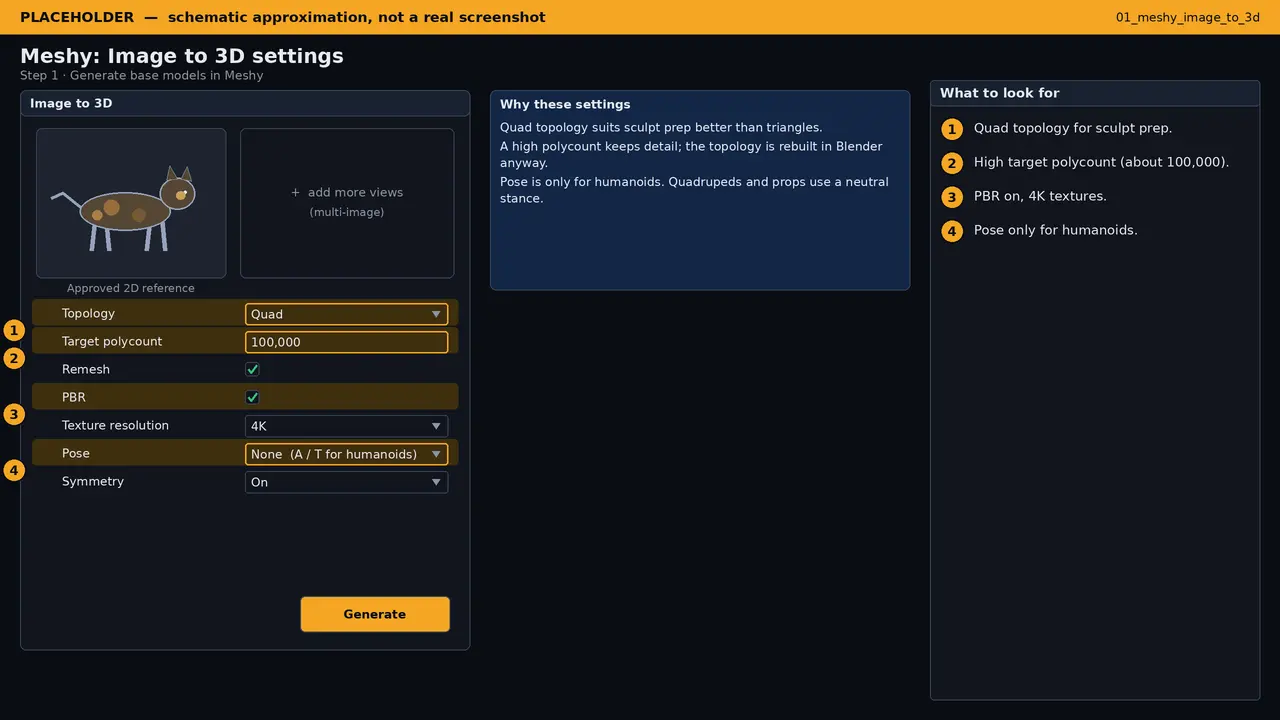 PLACEHOLDER — schematic approximation, not a real screenshot
01_meshy_image_to_3d
Meshy: Image to 3D settings
Step 1 · Generate base models in Meshy
Image to 3D
+ add more views
(multi-image)
Approved 2D reference
1
Topology
Quad
2
Target polycount
100,000
Remesh
3
PBR
Texture resolution
4K
4
Pose
None (A / T for humanoids)
Symmetry
On
Generate
Why these settings
Quad topology suits sculpt prep better than triangles.
A high polycount keeps detail; the topology is rebuilt in Blender
anyway.
Pose is only for humanoids. Quadrupeds and props use a neutral
stance.
What to look for
1 Quad topology for sculpt prep.
2 High target polycount (about 100,000).
3 PBR on, 4K textures.
4 Pose only for humanoids.